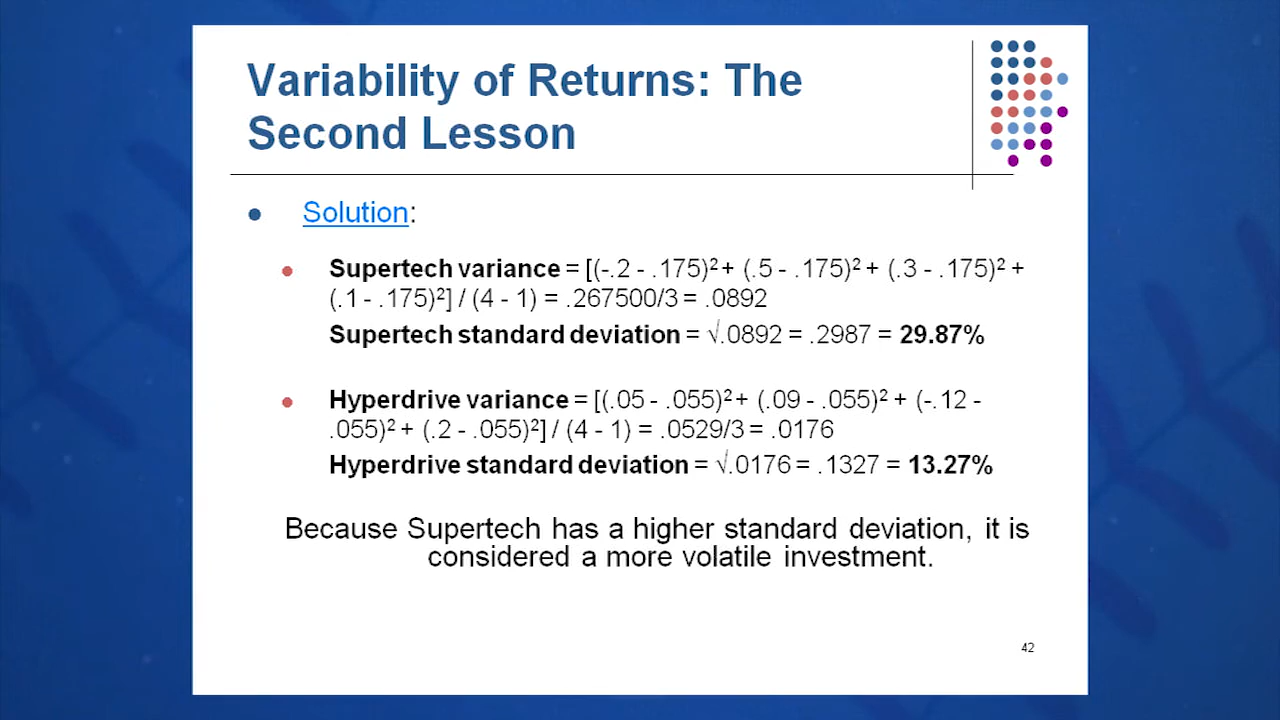 Variability of Returns: The
Second Lesson
Solution:
Supertech variance = [(-.2 - .175)² + (.5 - .175)² + (.3 - .175)² +
(.1 - .175)²] / (4 - 1) = .267500/3 = .0892
Supertech standard deviation = √.0892 = .2987 = 29.87%
Hyperdrive variance = [(.05 - .055)² + (.09 - .055)² + (-.12 -
.055)² + (.2 - .055)²] / (4 - 1) = .0529/3 = .0176
Hyperdrive standard deviation = √.0176 = .1327 = 13.27%
Because Supertech has a higher standard deviation, it is
considered a more volatile investment.
42